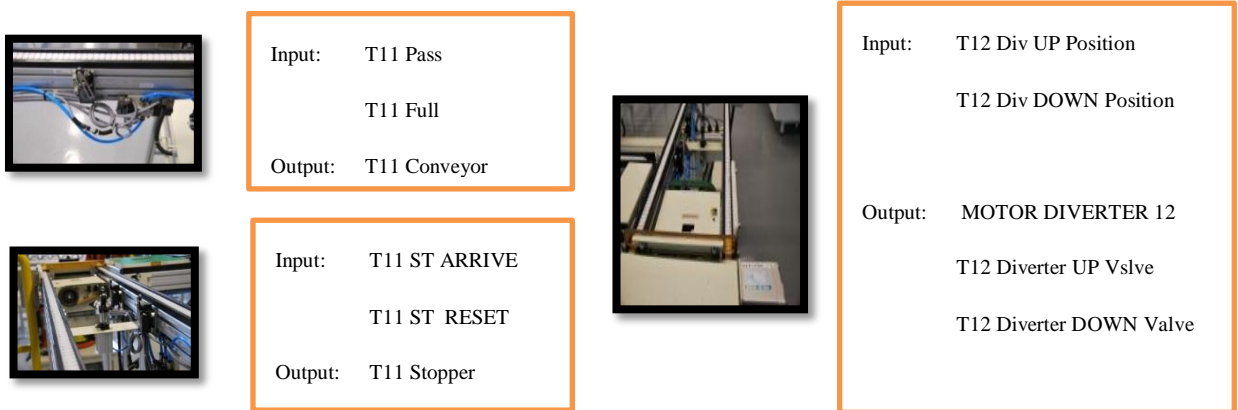 Input: T11 Pass
T11 Full
Output: T11 Conveyor
Input: T11 ST ARRIVE
T11 ST RESET
Output: T11 Stopper
Input: T12 Div UP Position
T12 Div DOWN Position
Output: MOTOR DIVERTER 12
T12 Diverter UP Vslve
T12 Diverter DOWN Valve